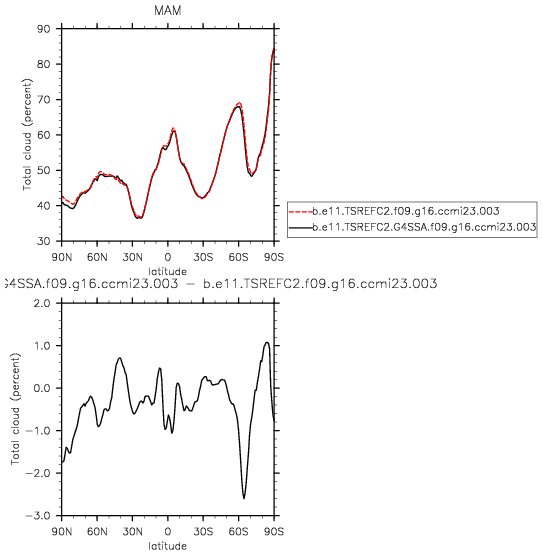 MAM
90
80
70
60
50
40
30
Total cloud (percent)
90N 60N 30N 0 30S 60S 90S
latitude
b.e11.TSREFC2.f09.g16.ccmi23.003
b.e11.TSREFC2.G4SSA.f09.g16.ccmi23.003
G4SSA.f09.g16.ccmi23.003 − b.e11.TSREFC2.f09.g16.ccmi23.003
2.0
1.0
0.0
−1.0
−2.0
−3.0
Total cloud (percent)
90N 60N 30N 0 30S 60S 90S
latitude